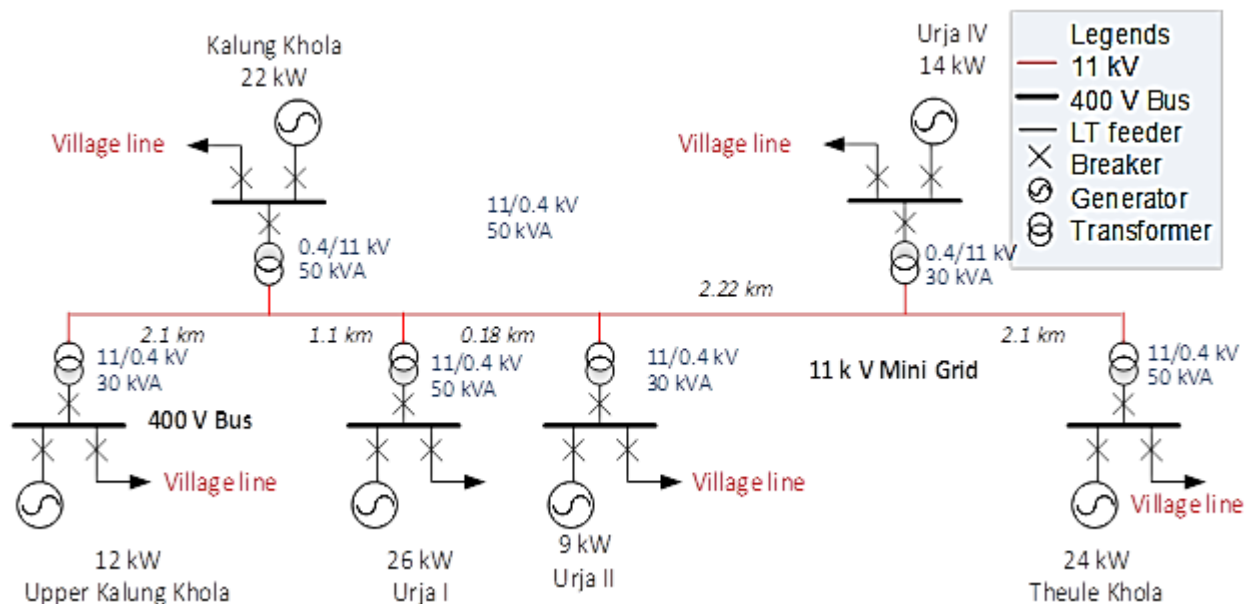 Kalung Khola
22 kW
Village line
Urja IV
14 kW
Village line
Legends
11 kV
400 V Bus
LT feeder
Breaker
Generator
Transformer
11/0.4 kV
50 kVA
0.4/11 kV
50 kVA
0.4/11 kV
30 kVA
2.22 km
2.1 km
1.1 km
0.18 km
2.1 km
11/0.4 kV
30 kVA
11/0.4 kV
50 kVA
11/0.4 kV
30 kVA
11 k V Mini Grid
11/0.4 kV
50 kVA
400 V Bus
Village line
Village line
Village line
Village line
12 kW
Upper Kalung Khola
26 kW
Urja I
9 kW
Urja II
24 kW
Theule Khola